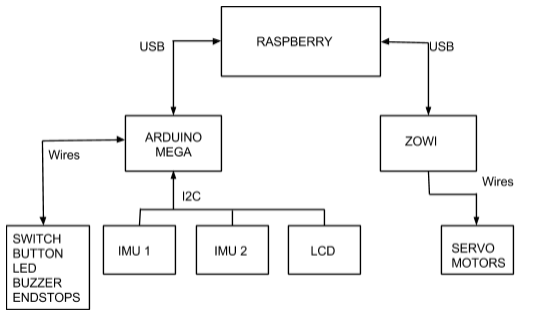 RASPBERRY
USB
USB
ARDUINO
MEGA
ZOWI
Wires
I2C
Wires
SWITCH
BUTTON
LED
BUZZER
ENDSTOPS
IMU 1
IMU 2
LCD
SERVO
MOTORS